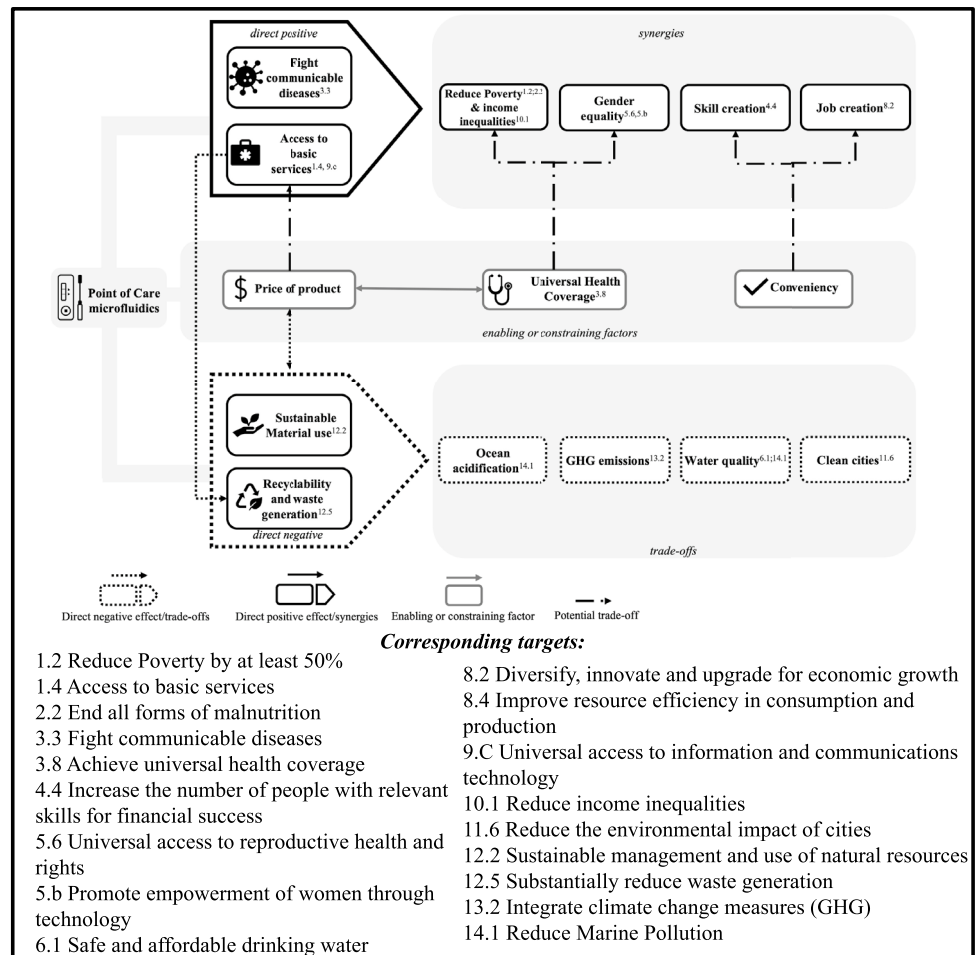 direct positive
synergies
Fight
communicable
diseases3.3
Reduce Poverty1.2;2.2
& income
inequalities10.1
Gender
equality5.6,5.b
Skill creation4.4
Job creation8.2
Access to
basic
services1.4, 9.c
Point of Care
microfluidics
$ Price of product
Universal Health
Coverage3.8
Conveniency
enabling or constraining factors
Sustainable
Material use12.2
Ocean
acidification14.1
GHG emissions13.2
Water quality6.1;14.1
Clean cities11.6
Recyclability
and waste
generation12.5
direct negative
trade-offs
Direct negative effect/trade-offs
Direct positive effect/synergies
Enabling or constraining factor
Potential trade-off
Corresponding targets:
1.2 Reduce Poverty by at least 50%
1.4 Access to basic services
2.2 End all forms of malnutrition
3.3 Fight communicable diseases
3.8 Achieve universal health coverage
4.4 Increase the number of people with relevant
skills for financial success
5.6 Universal access to reproductive health and
rights
5.b Promote empowerment of women through
technology
6.1 Safe and affordable drinking water
8.2 Diversify, innovate and upgrade for economic growth
8.4 Improve resource efficiency in consumption and
production
9.C Universal access to information and communications
technology
10.1 Reduce income inequalities
11.6 Reduce the environmental impact of cities
12.2 Sustainable management and use of natural resources
12.5 Substantially reduce waste generation
13.2 Integrate climate change measures (GHG)
14.1 Reduce Marine Pollution